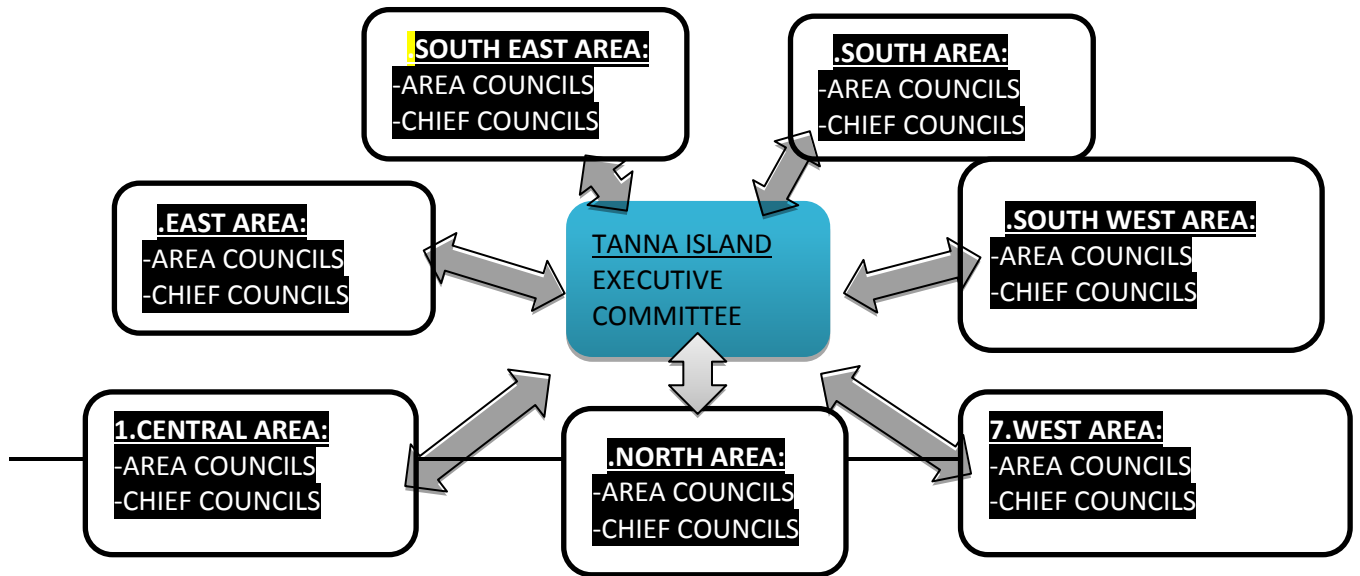 .SOUTH EAST AREA:
-AREA COUNCILS
-CHIEF COUNCILS
.SOUTH AREA:
-AREA COUNCILS
-CHIEF COUNCILS
.EAST AREA:
-AREA COUNCILS
-CHIEF COUNCILS
TANNA ISLAND
EXECUTIVE
COMMITTEE
.SOUTH WEST AREA:
-AREA COUNCILS
-CHIEF COUNCILS
1.CENTRAL AREA:
-AREA COUNCILS
-CHIEF COUNCILS
.NORTH AREA:
-AREA COUNCILS
-CHIEF COUNCILS
7.WEST AREA:
-AREA COUNCILS
-CHIEF COUNCILS